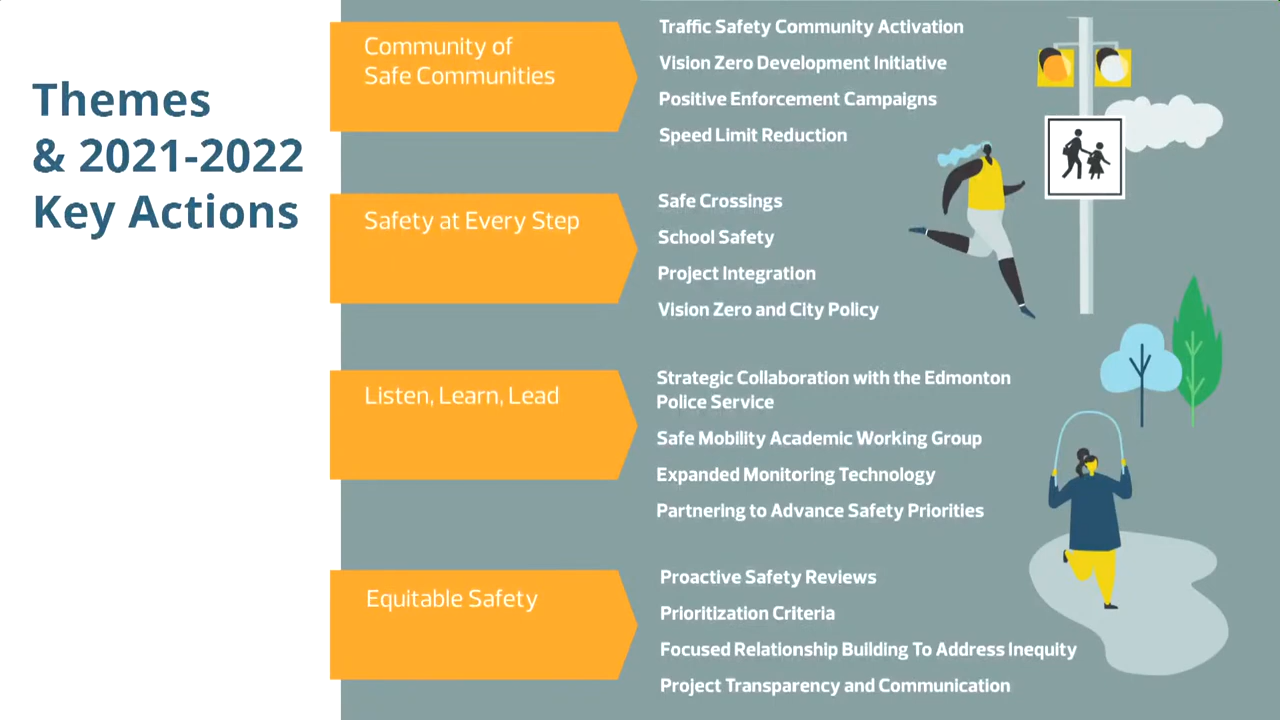 Themes
& 2021-2022
Key Actions
Community of
Safe Communities
Traffic Safety Community Activation
Vision Zero Development Initiative
Positive Enforcement Campaigns
Speed Limit Reduction
Safety at Every Step
Safe Crossings
School Safety
Project Integration
Vision Zero and City Policy
Listen, Learn, Lead
Strategic Collaboration with the Edmonton
Police Service
Safe Mobility Academic Working Group
Expanded Monitoring Technology
Partnering to Advance Safety Priorities
Equitable Safety
Proactive Safety Reviews
Prioritization Criteria
Focused Relationship Building To Address Inequity
Project Transparency and Communication